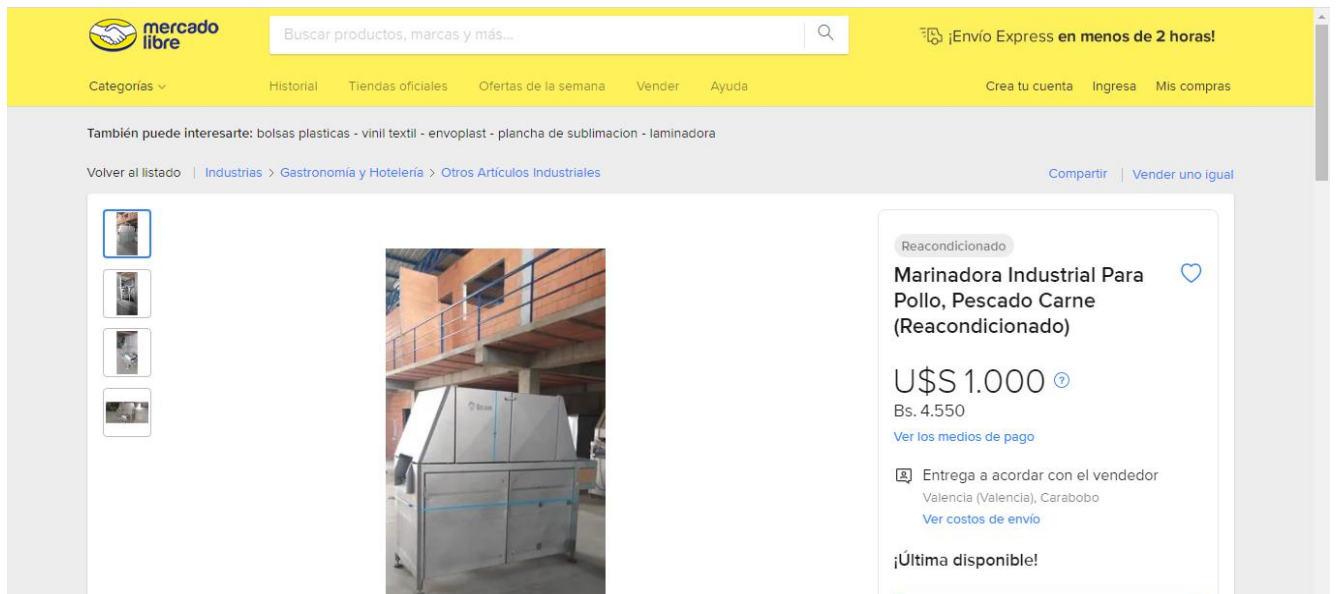 mercado
libre
Buscar productos, marcas y más...
¡Envío Express en menos de 2 horas!
Categorías
Historial
Tiendas oficiales
Ofertas de la semana
Vender
Ayuda
Crea tu cuenta
Ingresa
Mis compras
También puede interesarte: bolsas plasticas - vinil textil - envoplast - plancha de sublimacion - laminadora
Volver al listado | Industrias > Gastronomía y Hotelería > Otros Artículos Industriales
Compartir | Vender uno igual
Reacondicionado
Marinadora Industrial Para
Pollo, Pescado Carne
(Reacondicionado)
U$S 1.000
Bs. 4.550
Ver los medios de pago
Entrega a acordar con el vendedor
Valencia (Valencia), Carabobo
Ver costos de envío
¡Última disponible!